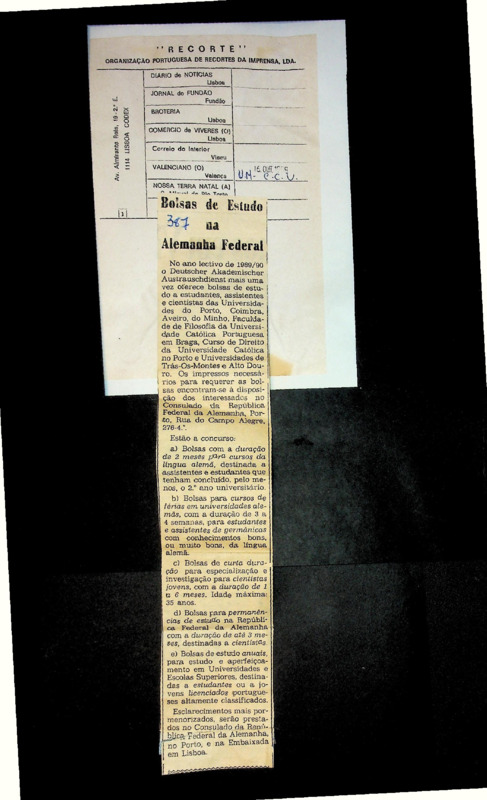 "RECORTE"
ORGANIZAÇÃO PORTUGUESA DE RECORTES DA IMPRENSA, LDA.
Av. Almirante Reis, 19-2.º E.
1114 LISBOA CODEX
DIÁRIO de NOTÍCIAS
Lisboa
JORNAL do FUNDÃO
Fundão
BROTERIA
Lisboa
COMERCIO de VIVERES (O)
Lisboa
Correio do Interior
Viseu
VALENCIANO (O)
Valença
U.M- C.C.U.
NOSSA TERRA NATAL (A)
Bolsas de Estudo
387 na
Alemanha Federal
No ano lectivo de 1989/90
o Deutscher Akademischer
Austrauschdienst mais uma
vez oferece bolsas de estu-
do a estudantes, assistentes
e cientistas das Universida-
des do Porto, Coimbra,
Aveiro, do Minho, Faculda-
de de Filosofia da Universi-
dade Católica Portuguesa
em Braga, Curso de Direito
da Universidade Católica
no Porto e Universidades de
Trás-Os-Montes e Alto Dou-
ro. Os impressos necessá-
rios para requerer as bol-
sas encontram-se à disposi-
ção dos interessados no
Consulado da República
Federal da Alemanha, Por-
to, Rua do Campo Alegre,
276-4.º.
Estão a concurso:
a) Bolsas com a duração
de 2 meses para cursos da
língua alemã, destinada a
assistentes e estudantes que
tenham concluído, pelo me-
nos, o 2.º ano universitário.
b) Bolsas para cursos de
férias em universidades ale-
mãs, com a duração de 3 a
4 semanas, para estudantes
e assistentes de germânicas
com conhecimentos bons,
ou muito bons, da língua
alemã.
c) Bolsas de curta dura-
ção para especialização e
investigação para cientistas
jovens, com a duração de 1
a 6 meses. Idade máxima:
35 anos.
d) Bolsas para permanên-
cias de estudo na Repúbli-
ca Federal da Alemanha
com a duração de até 3 me-
ses, destinadas a cientistas.
e) Bolsas de estudo anuais,
para estudo e aperfeiçoa-
mento em Universidades e
Escolas Superiores, destina-
das a estudantes ou a jo-
vens licenciados portugue-
ses altamente classificados.
Esclarecimentos mais por-
menorizados, serão presta-
dos no Consulado da Repú-
blica Federal da Alemanha,
no Porto, e na Embaixada
em Lisboa.